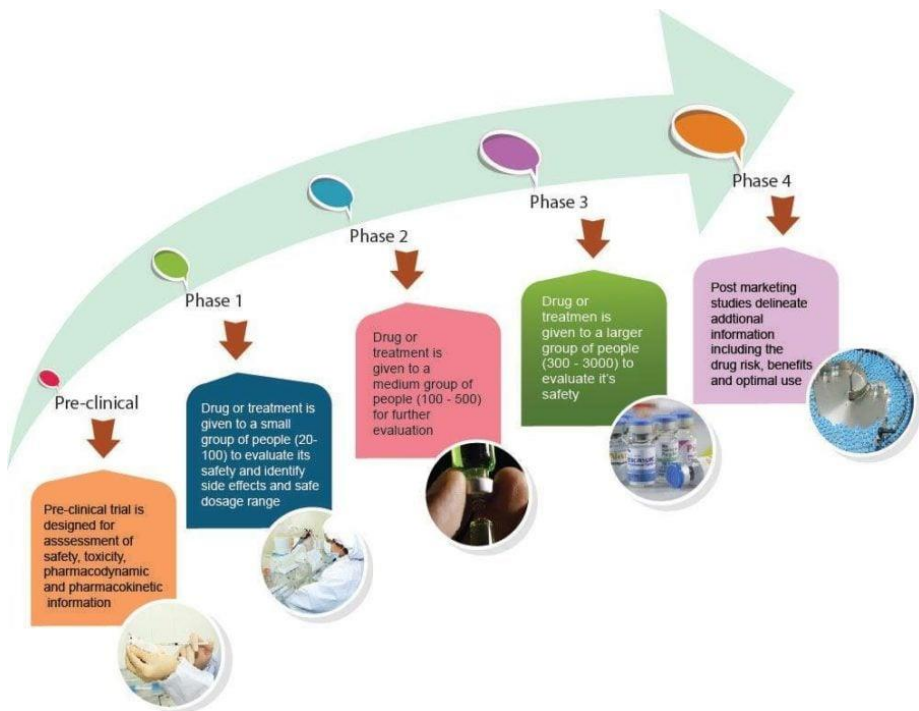 Pre-clinical
Pre-clinical trial is
designed for
asssessment of
safety, toxicity,
pharmacodynamic
and pharmacokinetic
information
Phase 1
Drug or treatment is
given to a small
group of people (20-
100) to evaluate its
safety and identify
side effects and safe
dosage range
Phase 2
Drug or
treatment is
given to a
medium group of
people (100 - 500)
for further
evaluation
Phase 3
Drug or
treatmen is
given to a larger
group of people
(300 - 3000) to
evaluate it's
safety
Phase 4
Post marketing
studies delineate
addtional
information
including the
drug risk, benefits
and optimal use